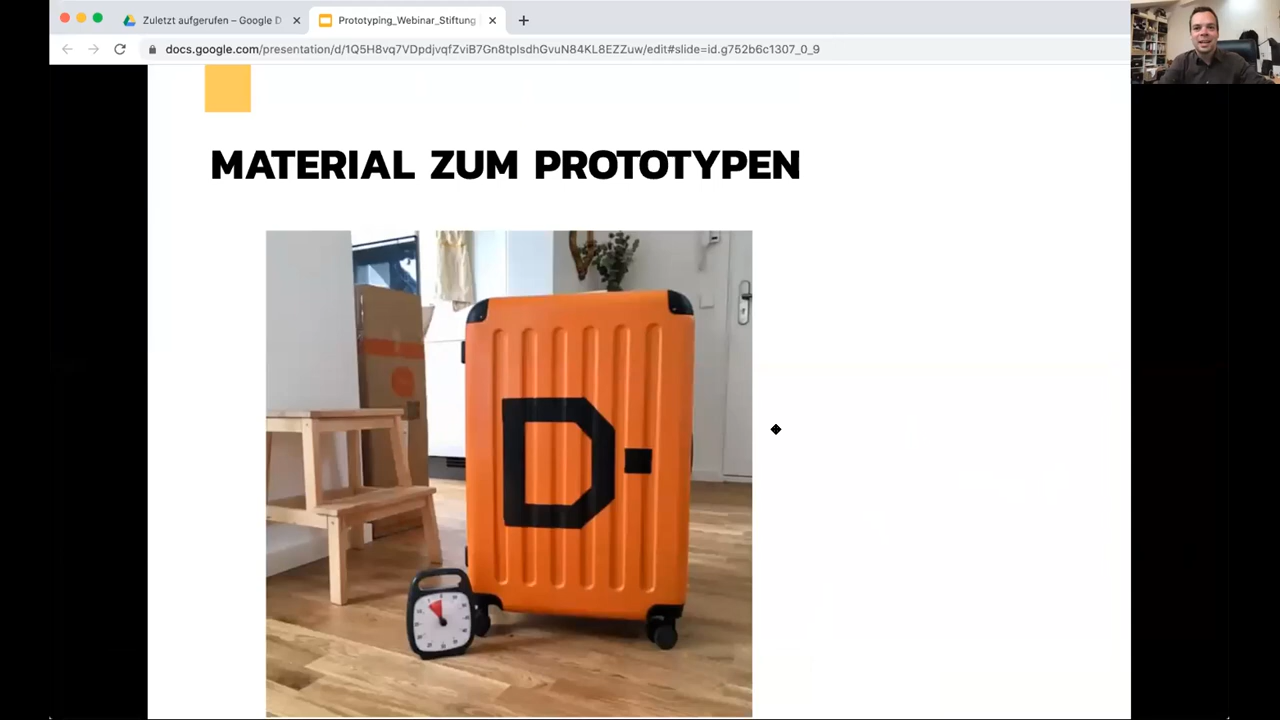 Zuletzt aufgerufen – Google D
Prototyping_Webinar_Stiftung
docs.google.com/presentation/d/1Q5H8vq7VDpdjvqfZviB7Gn8tplsdhGvuN84KL8EZZuw/edit#slide=id.g752b6c1307_0_9
MATERIAL ZUM PROTOTYPEN
D